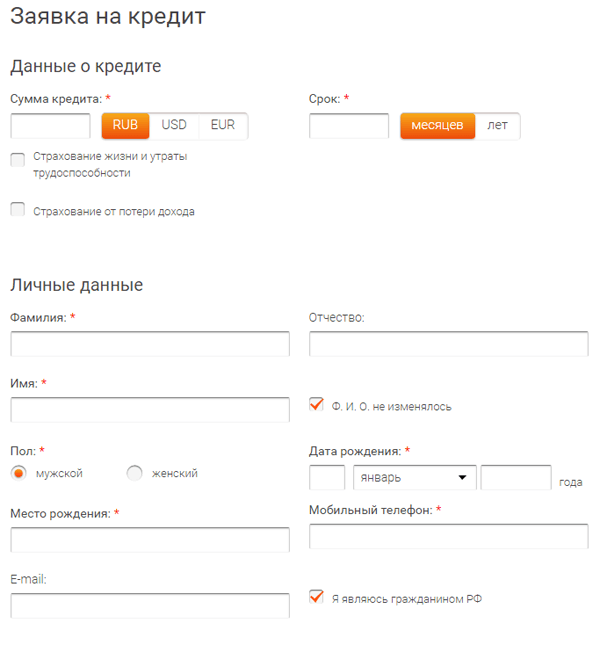 Заявка на кредит
Данные о кредите
Сумма кредита: *
Срок: *
RUB USD EUR
месяцев лет
Страхование жизни и утраты
трудоспособности
Страхование от потери дохода
Личные данные
Фамилия: *
Отчество:
Имя: *
Ф. И. О. не изменялось
Пол: *
Дата рождения: *
мужской
женский
январь
года
Место рождения: *
Мобильный телефон: *
E-mail:
Я являюсь гражданином РФ